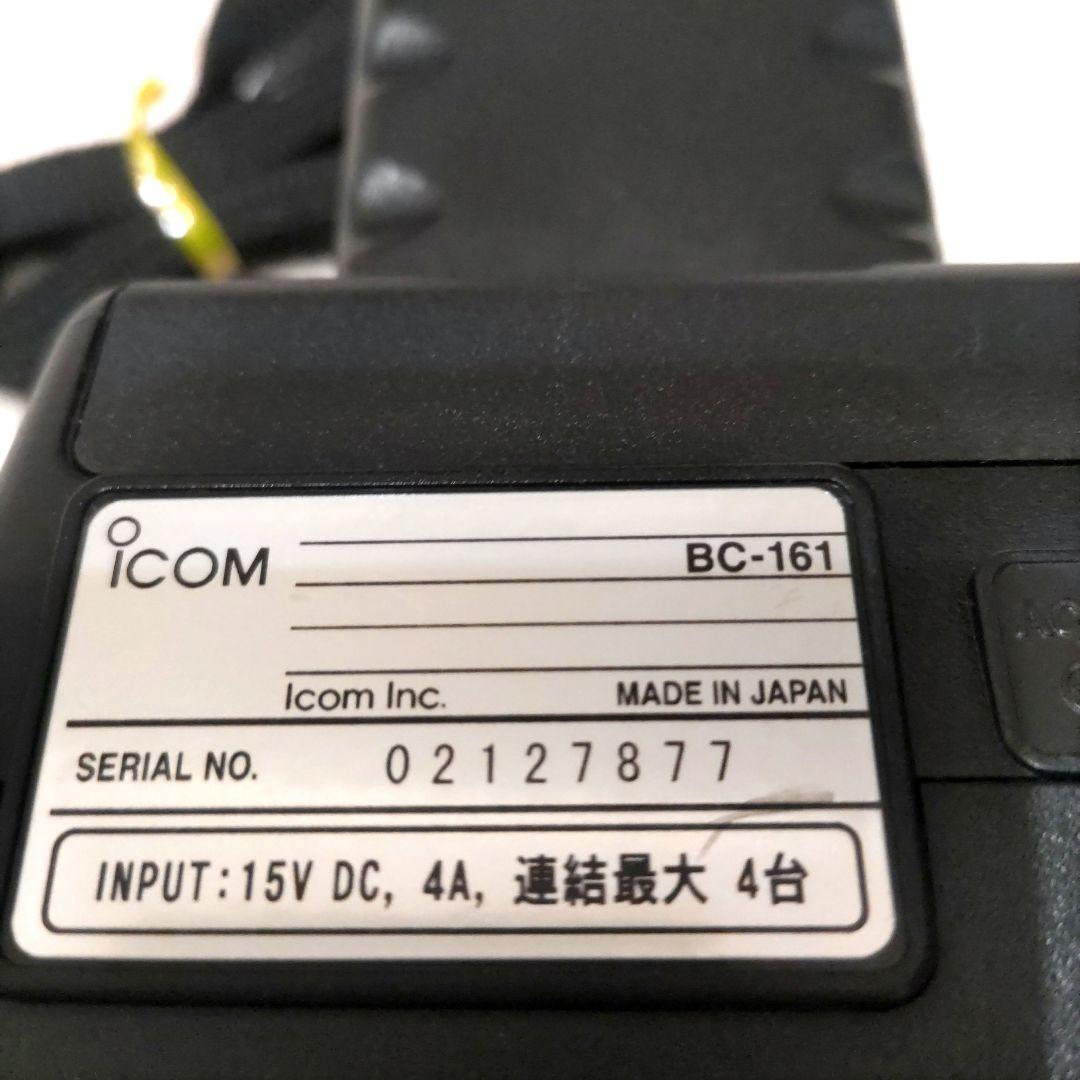 iCOM
BC-161
Icom Inc. MADE IN JAPAN
SERIAL NO. 02127877
INPUT:15V DC, 4A, 連結最大 4台